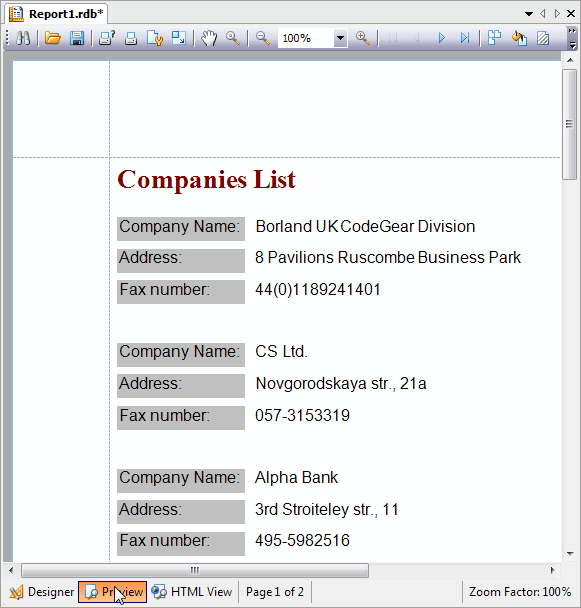 Report1.rdb*
100%
Companies List
Company Name: Borland UK CodeGear Division
Address: 8 Pavilions Ruscombe Business Park
Fax number: 44(0)1189241401
Company Name: CS Ltd.
Address: Novgorodskaya str., 21a
Fax number: 057-3153319
Company Name: Alpha Bank
Address: 3rd Stroiteley str., 11
Fax number: 495-5982516
Designer Preview HTML View Page 1 of 2 Zoom Factor: 100%